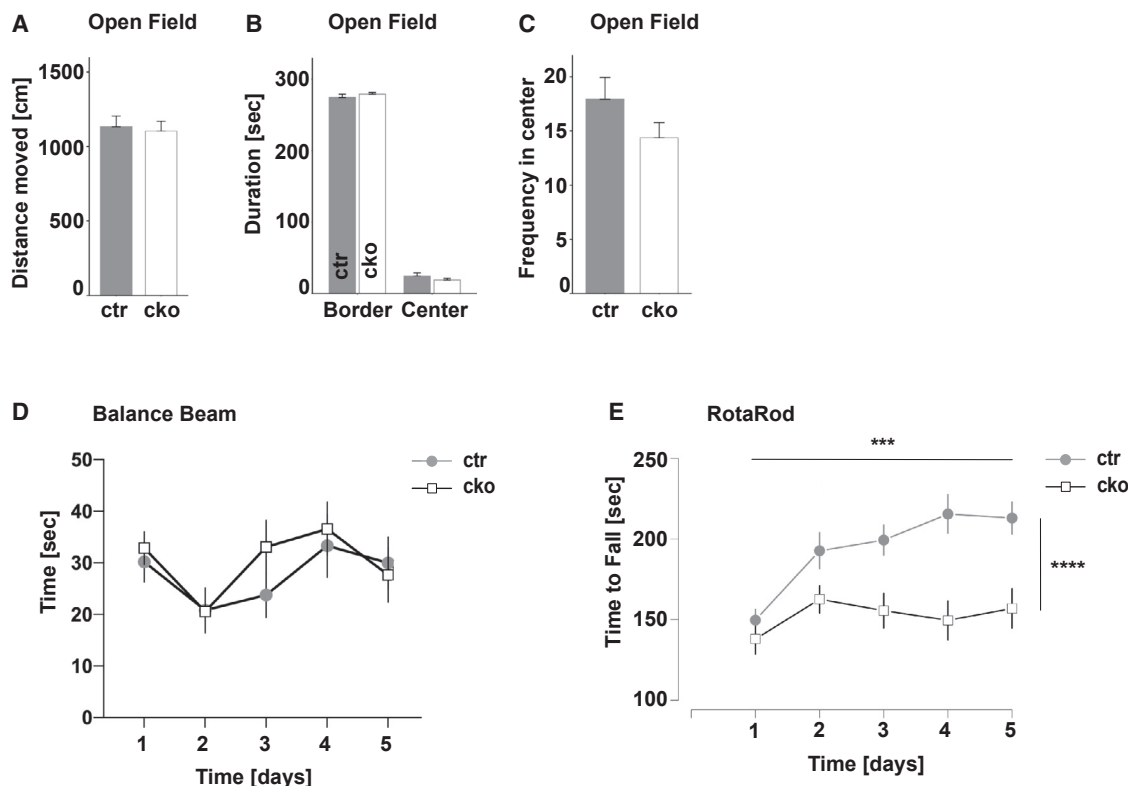 A Open Field
Distance moved [cm]
1500
1000
500
0
ctr cko
B Open Field
Duration [sec]
300
200
100
0
ctr
cko
Border Center
C Open Field
Frequency in center
20
15
10
5
0
ctr cko
D Balance Beam
Time [sec]
50
40
30
20
10
0
1 2 3 4 5
Time [days]
ctr
cko
E RotaRod
***
Time to Fall [sec]
250
200
150
100
1 2 3 4 5
Time [days]
ctr
cko
****